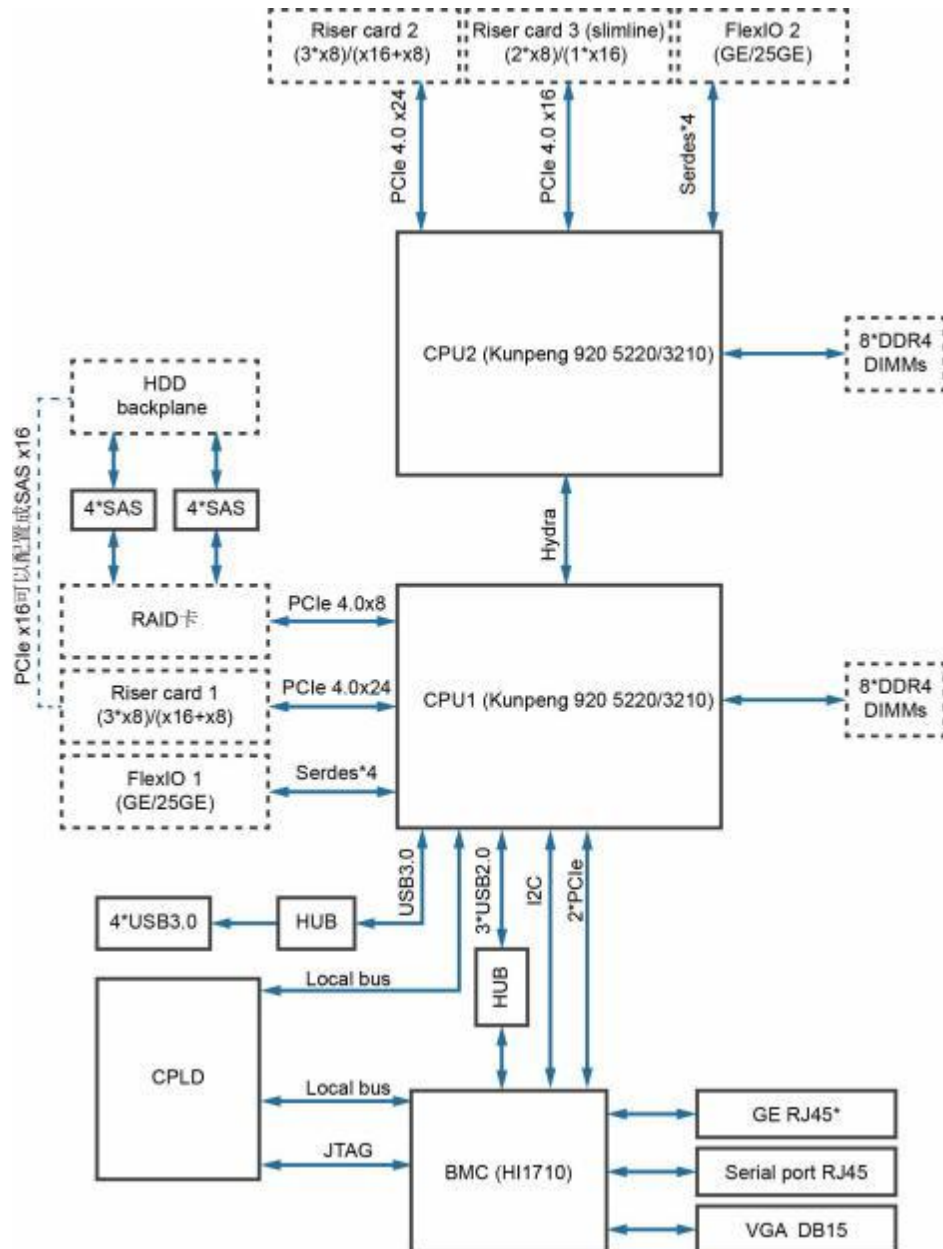 Riser card 2
(3*x8)/(x16+x8)
Riser card 3 (slimline)
(2*x8)/(1*x16)
FlexIO 2
(GE/25GE)
PCIe 4.0 x24
PCIe 4.0 x16
Serdes*4
CPU2 (Kunpeng 920 5220/3210)
8*DDR4
DIMMs
HDD
backplane
PCIe x16可以配置成SAS x16
4*SAS
4*SAS
Hydra
RAID卡
PCIe 4.0x8
Riser card 1
(3*x8)/(x16+x8)
PCIe 4.0x24
CPU1 (Kunpeng 920 5220/3210)
8*DDR4
DIMMs
FlexIO 1
(GE/25GE)
Serdes*4
USB3.0
3*USB2.0
I2C
2*PCIe
4*USB3.0
HUB
HUB
Local bus
CPLD
Local bus
JTAG
BMC (HI1710)
GE RJ45*
Serial port RJ45
VGA DB15